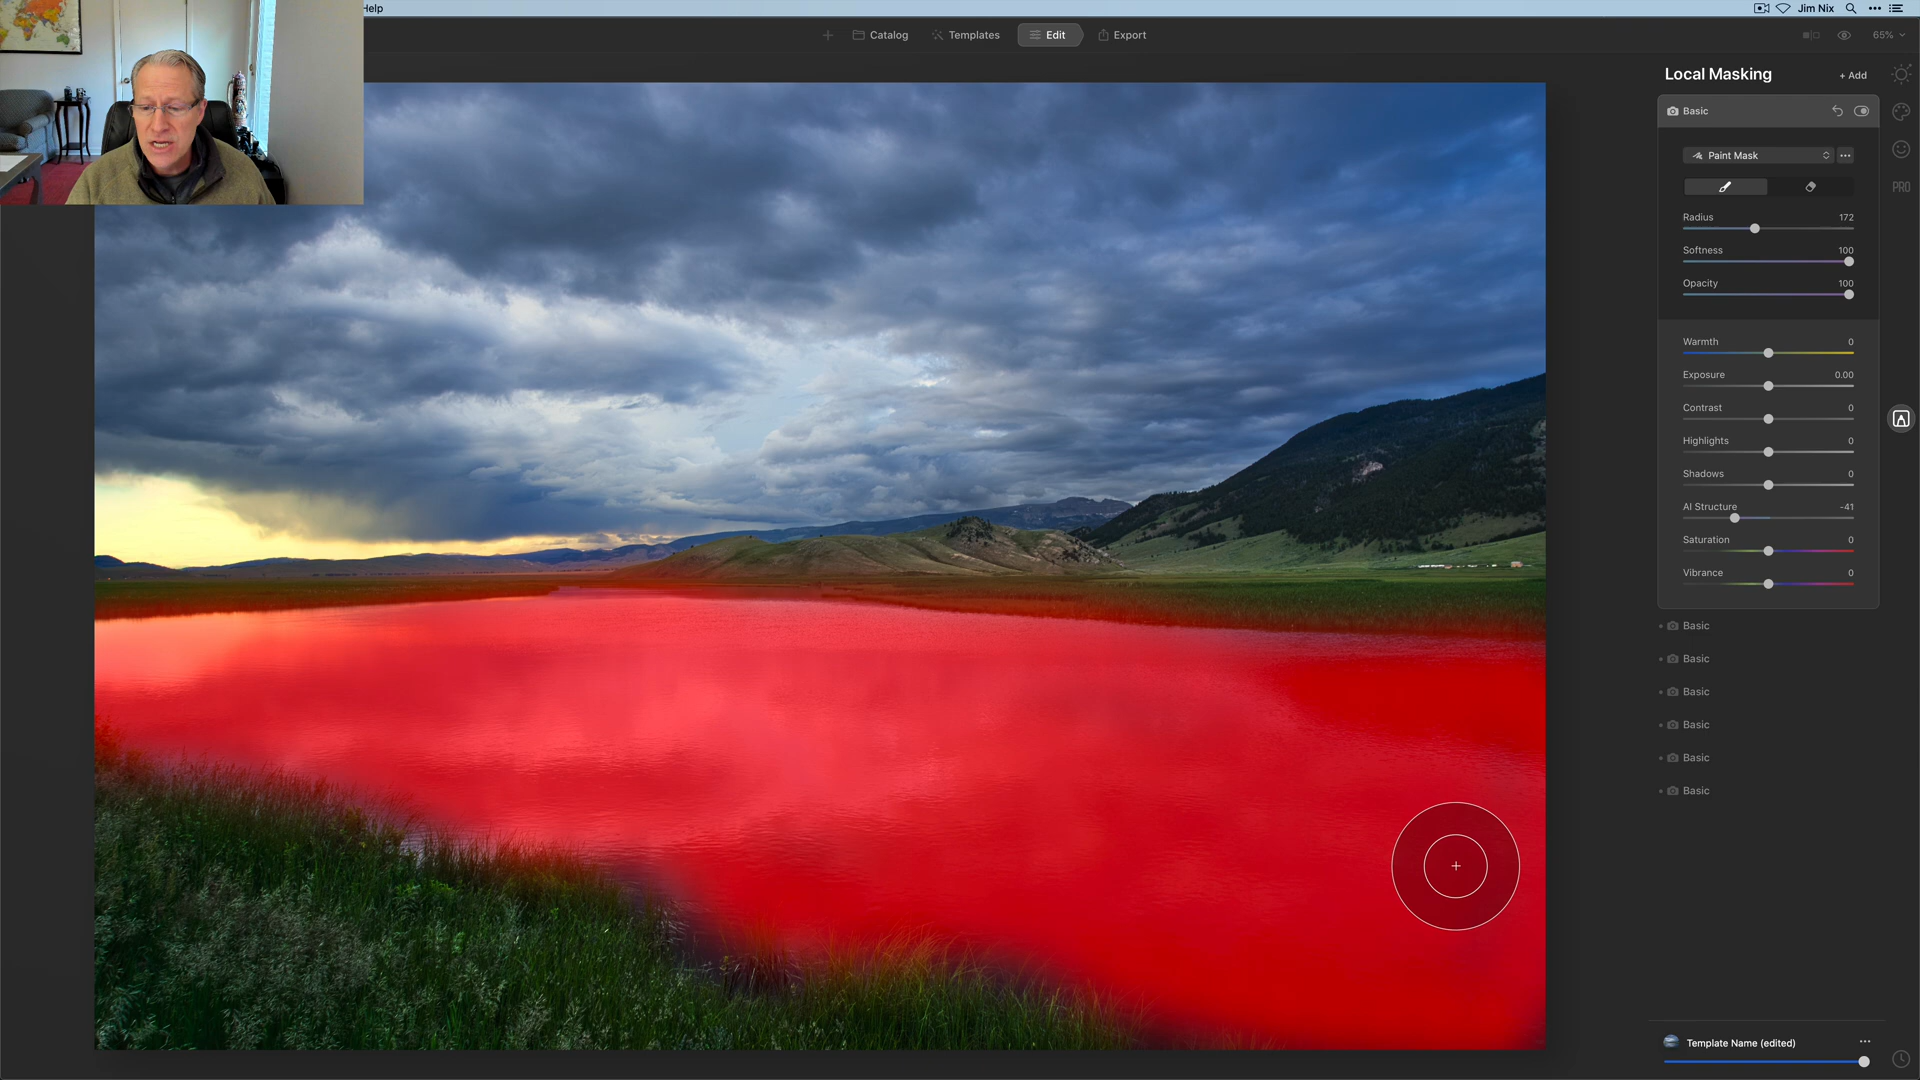 Help
Jim Nix
Catalog
Templates
Edit
Export
65%
Local Masking
+ Add
Basic
Paint Mask
Radius 172
Softness 100
Opacity 100
Warmth 0
Exposure 0.00
Contrast 0
Highlights 0
Shadows 0
AI Structure -41
Saturation 0
Vibrance 0
Basic
Basic
Basic
Basic
Basic
Basic
PRO
Template Name (edited)